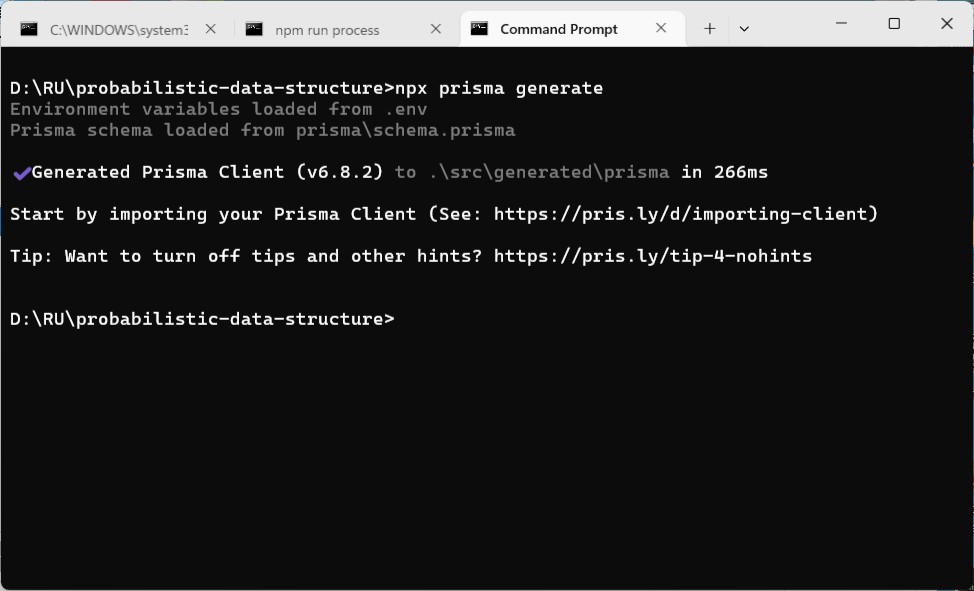 C:\WINDOWS\system3
npm run process
Command Prompt
D:\RU\probabilistic-data-structure>npx prisma generate
Environment variables loaded from .env
Prisma schema loaded from prisma\schema.prisma
✔Generated Prisma Client (v6.8.2) to .\src\generated\prisma in 266ms
Start by importing your Prisma Client (See: https://pris.ly/d/importing-client)
Tip: Want to turn off tips and other hints? https://pris.ly/tip-4-nohints
D:\RU\probabilistic-data-structure>